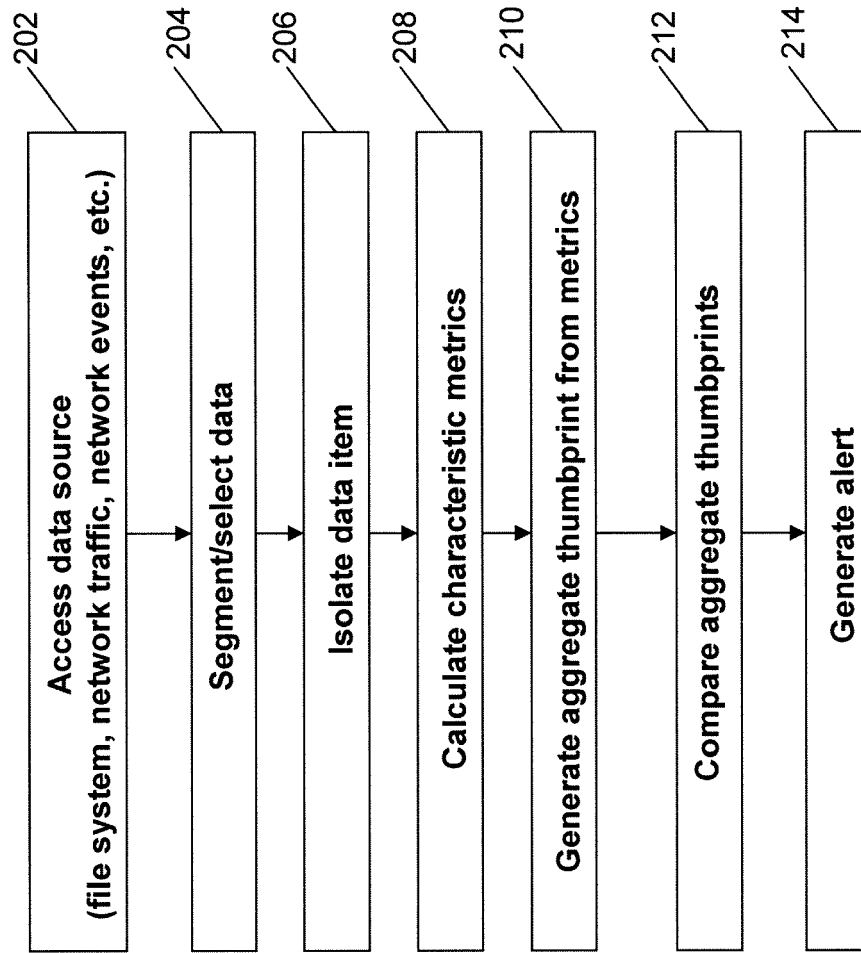 202
Access data source
(file system, network traffic, network events, etc.)
204
Segment/select data
206
Isolate data item
208
Calculate characteristic metrics
210
Generate aggregate thumbprint from metrics
212
Compare aggregate thumbprints
214
Generate alert